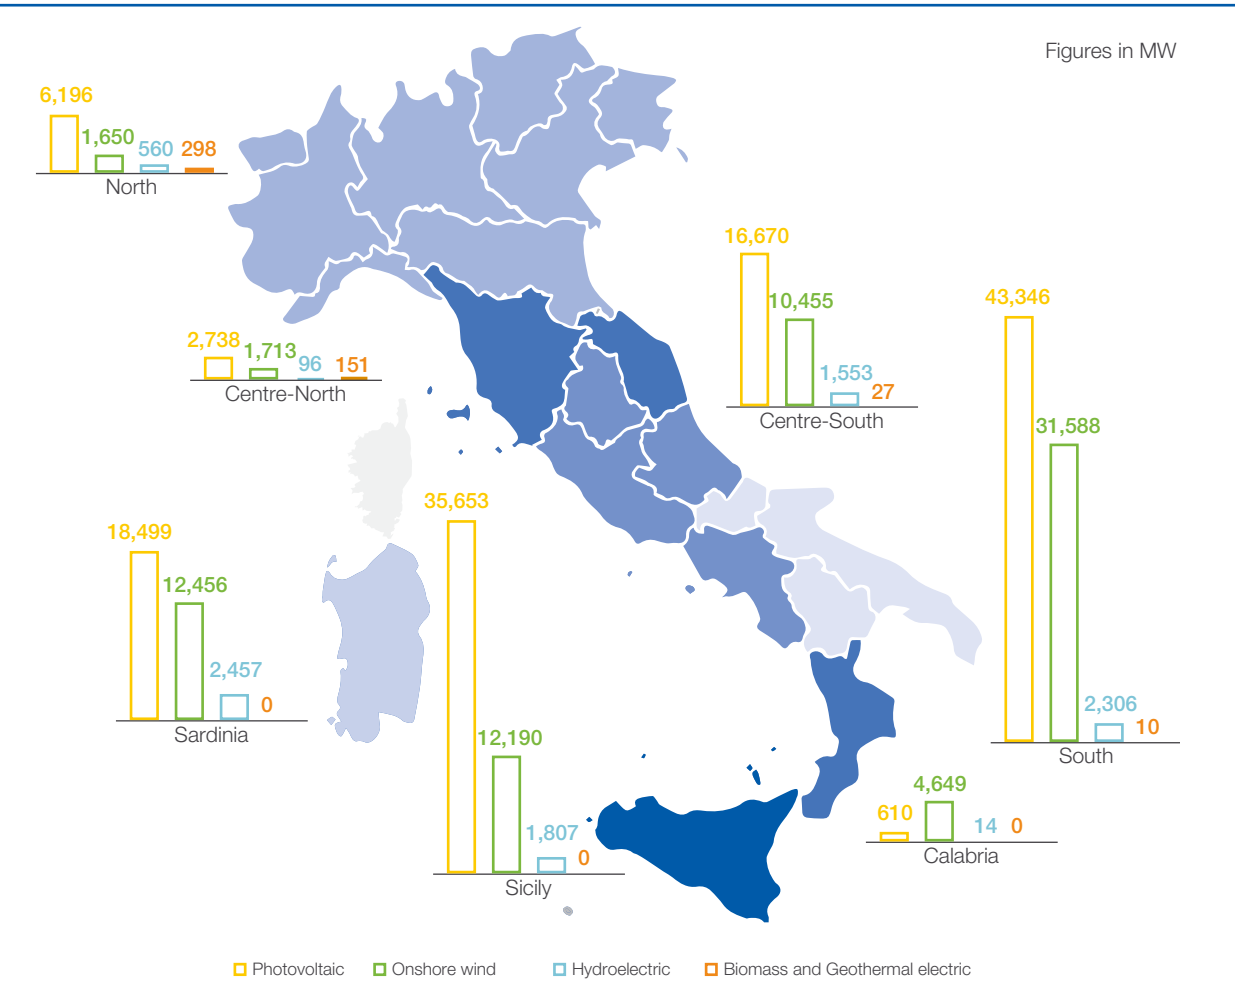 Figures in MW
6,196
1,650
560
298
North
16,670
10,455
1,553
27
Centre-South
43,346
31,588
2,306
10
South
2,738
1,713
96
151
Centre-North
35,653
12,190
1,807
0
Sicily
18,499
12,456
2,457
0
Sardinia
610
4,649
14
0
Calabria
Photovoltaic
Onshore wind
Hydroelectric
Biomass and Geothermal electric